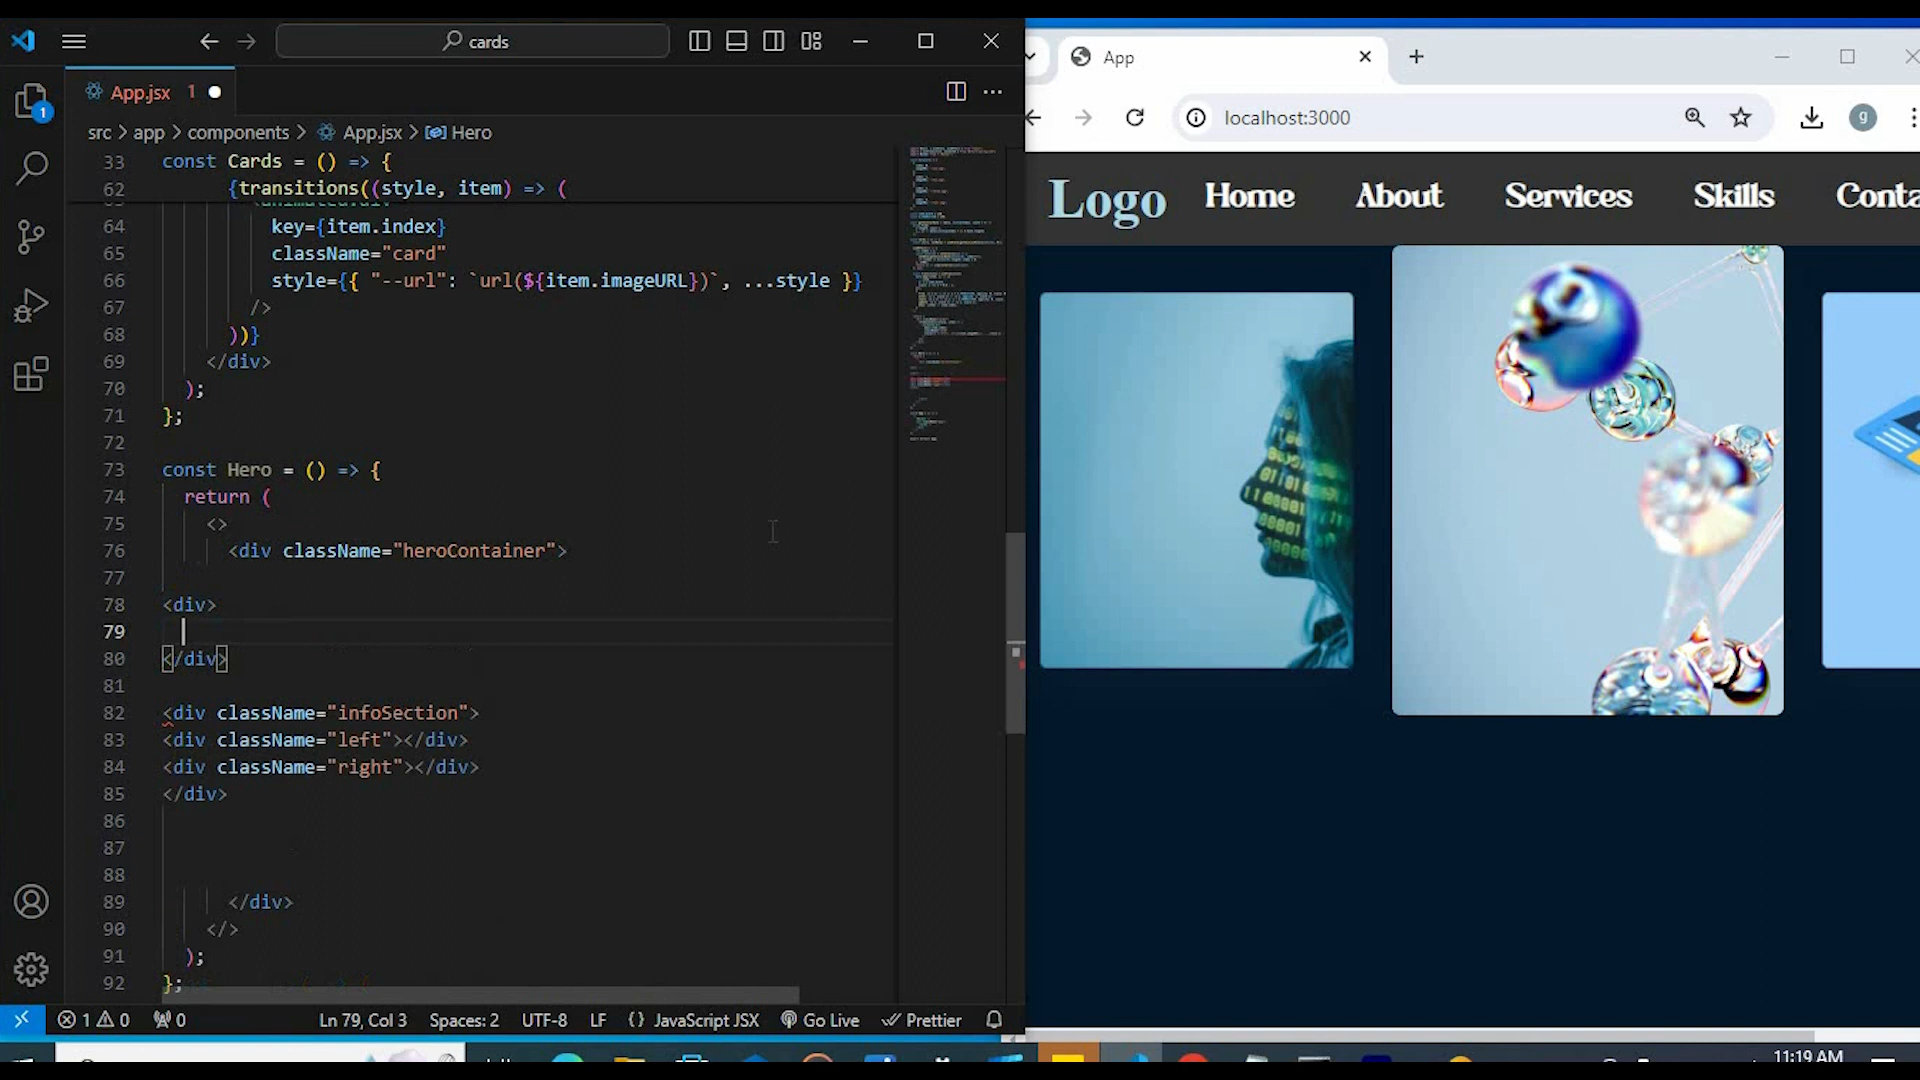 cards
App.jsx 1
src > app > components > App.jsx > Hero
33 const Cards = () => {
62 {transitions((style, item) => (
64 key={item.index}
65 className="card"
66 style={{ "--url": `url(${item.imageURL})`, ...style }}
67 />
68 ))}
69 </div>
70 );
71 };
72
73 const Hero = () => {
74 return (
75 <>
76 <div className="heroContainer">
77
78 <div>
79
80 </div>
81
82 <div className="infoSection">
83 <div className="left"></div>
84 <div className="right"></div>
85 </div>
86
87
88
89 </div>
90 </>
91 );
92 };
1
1 0 0 Ln 79, Col 3 Spaces: 2 UTF-8 LF {} JavaScript JSX Go Live Prettier
App
localhost:3000
g
Logo Home About Services Skills Conta
11:19 AM